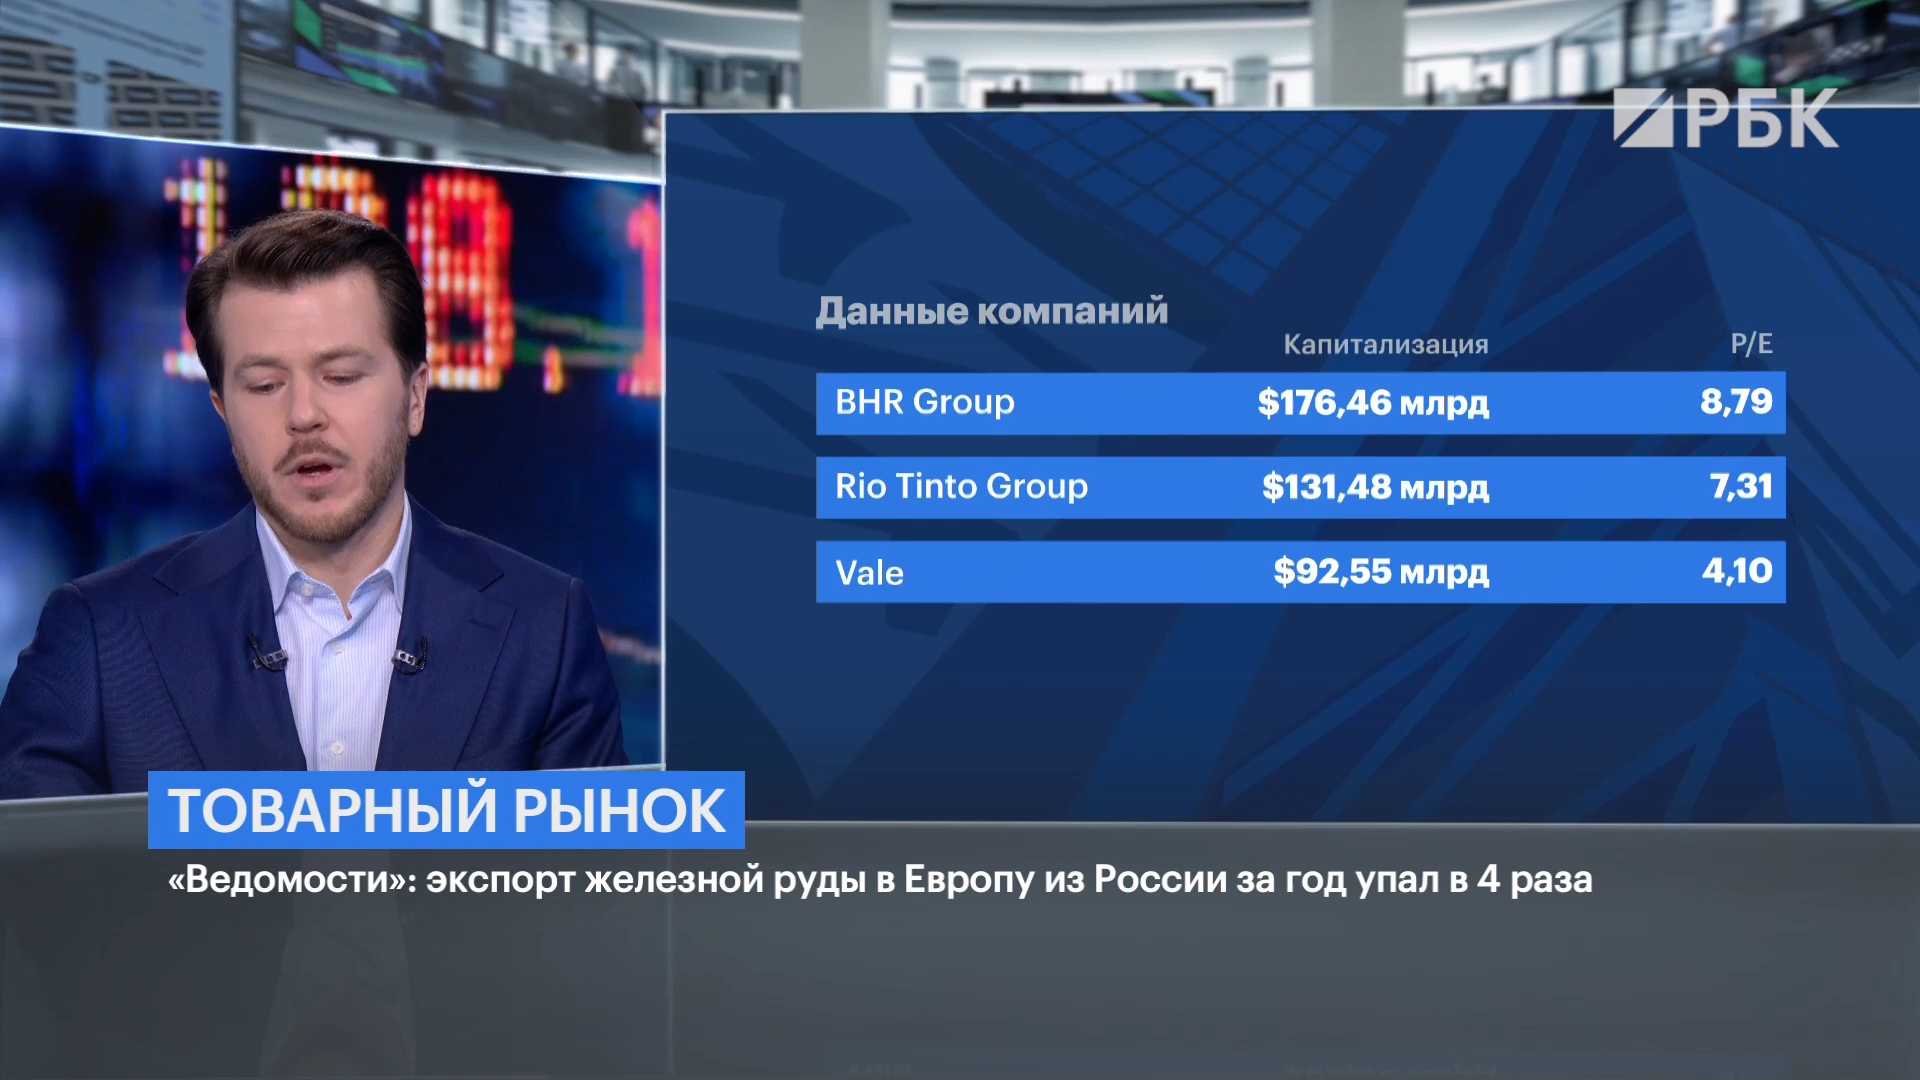 РБК
Данные компаний
Капитализация P/E
BHR Group $176,46 млрд 8,79
Rio Tinto Group $131,48 млрд 7,31
Vale $92,55 млрд 4,10
ТОВАРНЫЙ РЫНОК
«Ведомости»: экспорт железной руды в Европу из России за год упал в 4 раза